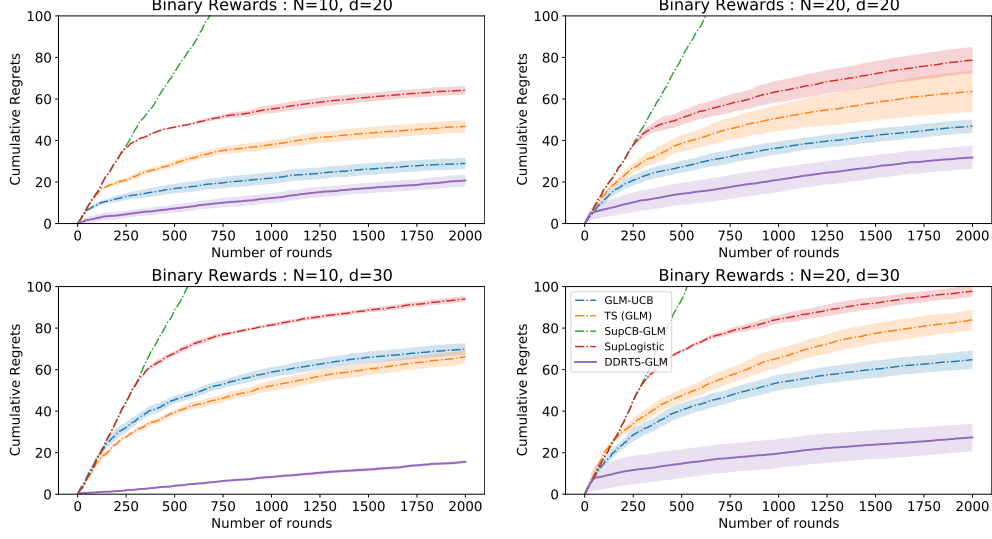 Binary Rewards : N=10, d=20
Cumulative Regrets
100
80
60
40
20
0
0 250 500 750 1000 1250 1500 1750 2000
Number of rounds
Binary Rewards : N=20, d=20
Cumulative Regrets
100
80
60
40
20
0
0 250 500 750 1000 1250 1500 1750 2000
Number of rounds
Binary Rewards : N=10, d=30
Cumulative Regrets
100
80
60
40
20
0
0 250 500 750 1000 1250 1500 1750 2000
Number of rounds
Binary Rewards : N=20, d=30
Cumulative Regrets
100
80
60
40
20
0
GLM-UCB
TS (GLM)
SupCB-GLM
SupLogistic
DDRTS-GLM
0 250 500 750 1000 1250 1500 1750 2000
Number of rounds